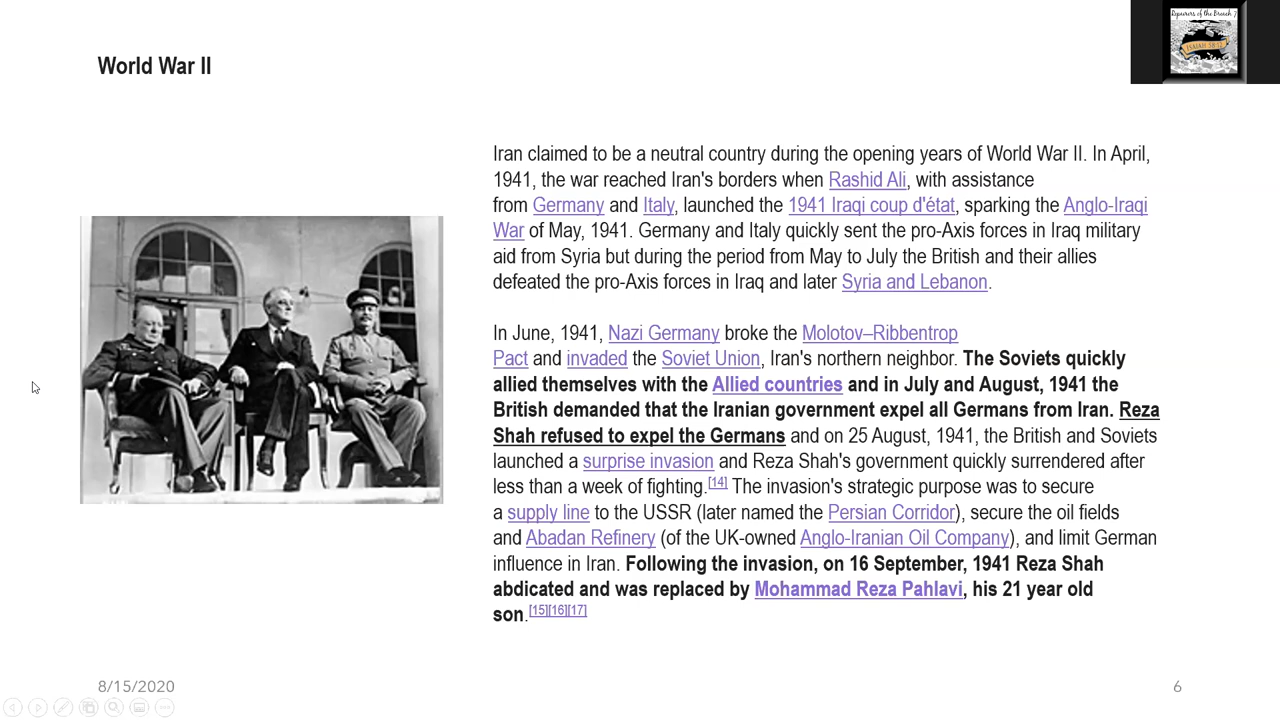 Repairers of the Breach 7
ISAIAH 58:12
World War II
Iran claimed to be a neutral country during the opening years of World War II. In April,
1941, the war reached Iran's borders when Rashid Ali, with assistance
from Germany and Italy, launched the 1941 Iraqi coup d'état, sparking the Anglo-Iraqi
War of May, 1941. Germany and Italy quickly sent the pro-Axis forces in Iraq military
aid from Syria but during the period from May to July the British and their allies
defeated the pro-Axis forces in Iraq and later Syria and Lebanon.
In June, 1941, Nazi Germany broke the Molotov–Ribbentrop
Pact and invaded the Soviet Union, Iran's northern neighbor. The Soviets quickly
allied themselves with the Allied countries and in July and August, 1941 the
British demanded that the Iranian government expel all Germans from Iran. Reza
Shah refused to expel the Germans and on 25 August, 1941, the British and Soviets
launched a surprise invasion and Reza Shah's government quickly surrendered after
less than a week of fighting.[14] The invasion's strategic purpose was to secure
a supply line to the USSR (later named the Persian Corridor), secure the oil fields
and Abadan Refinery (of the UK-owned Anglo-Iranian Oil Company), and limit German
influence in Iran. Following the invasion, on 16 September, 1941 Reza Shah
abdicated and was replaced by Mohammad Reza Pahlavi, his 21 year old
son.[15][16][17]
8/15/2020
6